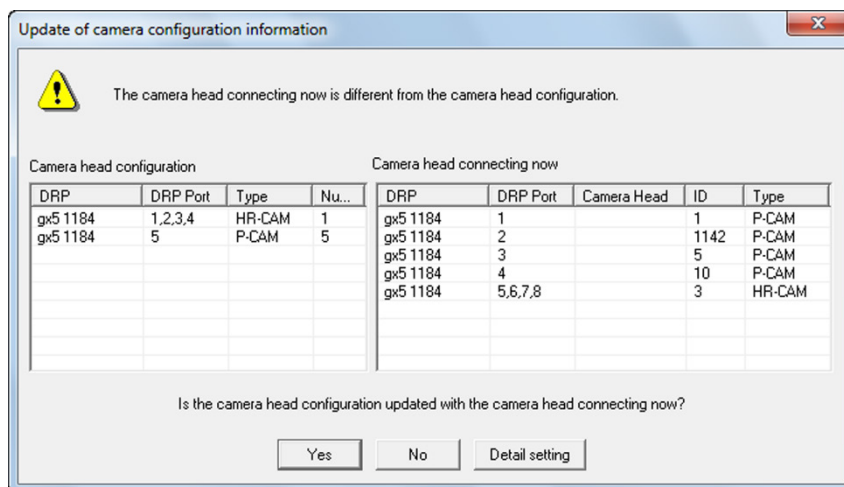 Update of camera configuration information
The camera head connecting now is different from the camera head configuration.
Camera head configuration
DRP DRP Port Type Nu...
gx5 1184 1,2,3,4 HR-CAM 1
gx5 1184 5 P-CAM 5
Camera head connecting now
DRP DRP Port Camera Head ID Type
gx5 1184 1 1 P-CAM
gx5 1184 2 1142 P-CAM
gx5 1184 3 5 P-CAM
gx5 1184 4 10 P-CAM
gx5 1184 5,6,7,8 3 HR-CAM
Is the camera head configuration updated with the camera head connecting now?
Yes No Detail setting